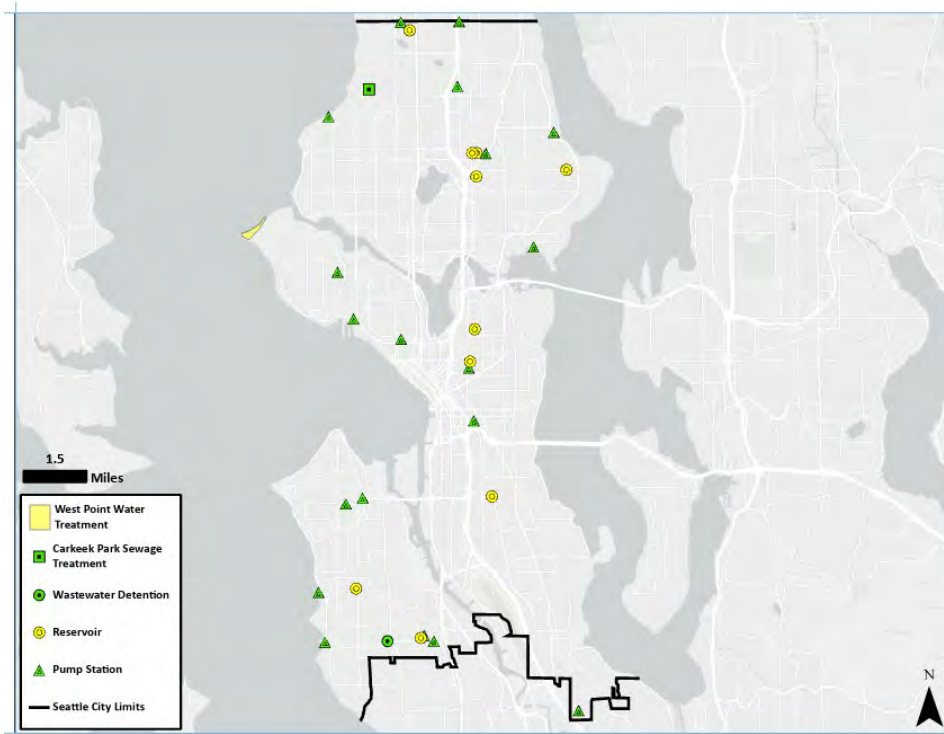 1.5
Miles
West Point Water
Treatment
Carkeek Park Sewage
Treatment
Wastewater Detention
Reservoir
Pump Station
Seattle City Limits
N